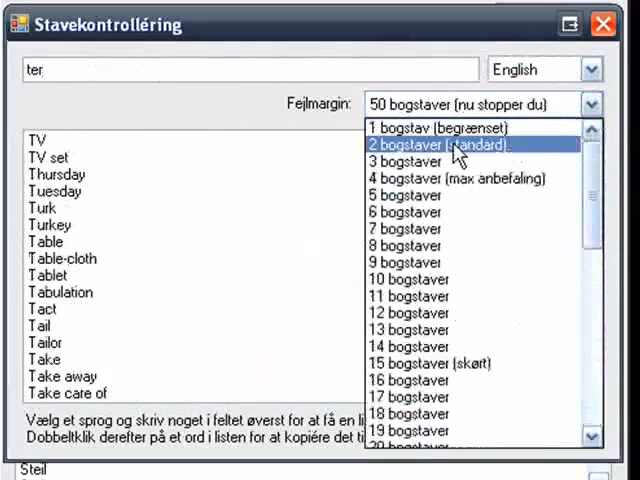 Stavekontrolléring
ter
English
Fejlmargin:
50 bogstaver (nu stopper du)
1 bogstav (begrænset)
2 bogstaver (standard)
3 bogstaver
4 bogstaver (max anbefaling)
5 bogstaver
6 bogstaver
7 bogstaver
8 bogstaver
9 bogstaver
10 bogstaver
11 bogstaver
12 bogstaver
13 bogstaver
14 bogstaver
15 bogstaver (skørt)
16 bogstaver
17 bogstaver
18 bogstaver
19 bogstaver
20 bogstaver
TV
TV set
Thursday
Tuesday
Turk
Turkey
Table
Table-cloth
Tablet
Tabulation
Tact
Tail
Tailor
Take
Take away
Take care of
Vælg et sprog og skriv noget i feltet øverst for at få en li
Dobbeltklik derefter på et ord i listen for at kopiére det ti
Steil